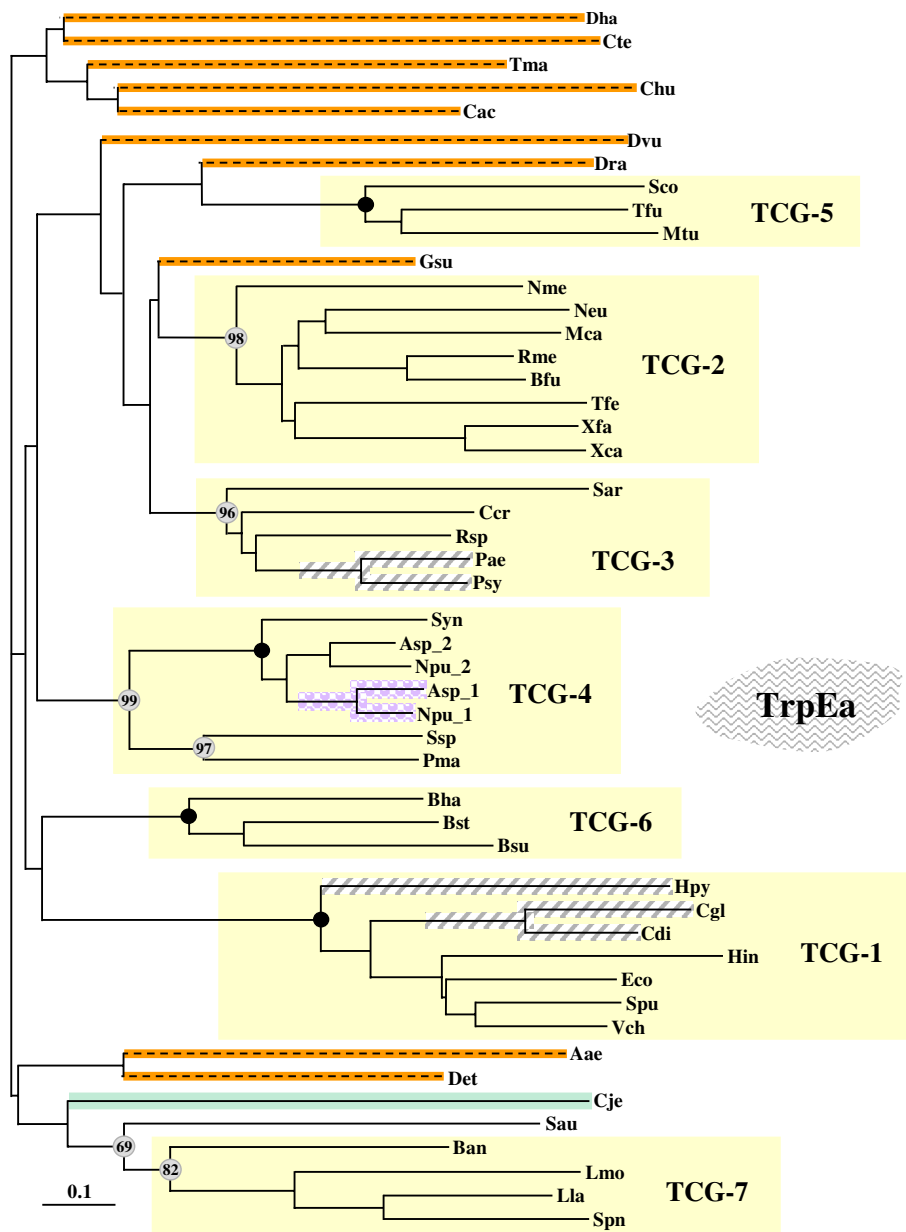 Dha
Cte
Tma
Chu
Cac
Dvu
Dra
Sco
TCG-5
Tfu
Mtu
Gsu
Nme
Neu
Mca
Rme
TCG-2
98
Bfu
Tfe
Xfa
Xca
Sar
96
Ccr
Rsp
Pae
TCG-3
Psy
Syn
Asp_2
Npu_2
Asp_1
TCG-4
99
Npu_1
TrpEa
Ssp
97
Pma
Bha
Bst
TCG-6
Bsu
Hpy
Cgl
Cdi
TCG-1
Hin
Eco
Spu
Vch
Aae
Det
Cje
Sau
69
Ban
82
Lmo
TCG-7
0.1
Lla
Spn